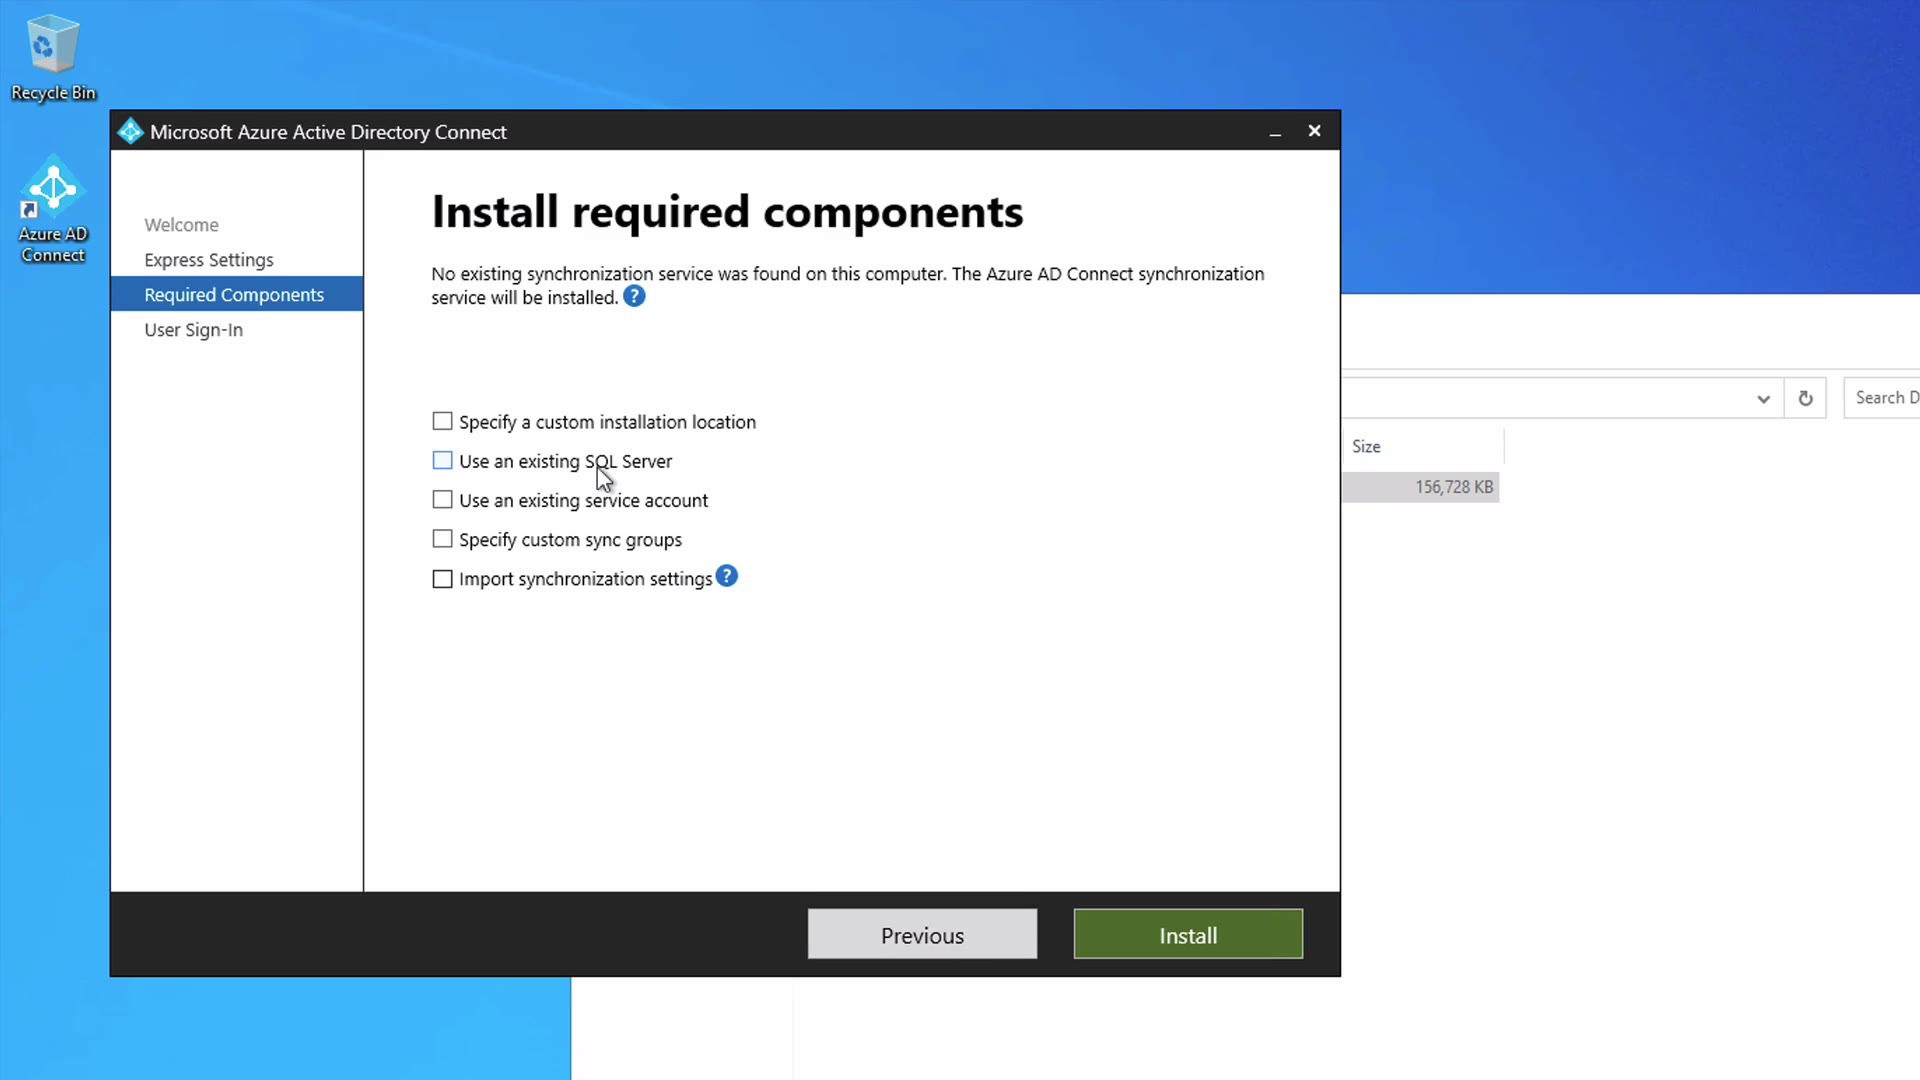 Recycle Bin
Azure AD
Connect
Microsoft Azure Active Directory Connect
Welcome
Express Settings
Required Components
User Sign-In
Install required components
No existing synchronization service was found on this computer. The Azure AD Connect synchronization
service will be installed. ?
Specify a custom installation location
Use an existing SQL Server
Use an existing service account
Specify custom sync groups
Import synchronization settings ?
Previous
Install
Search D
Size
156,728 KB